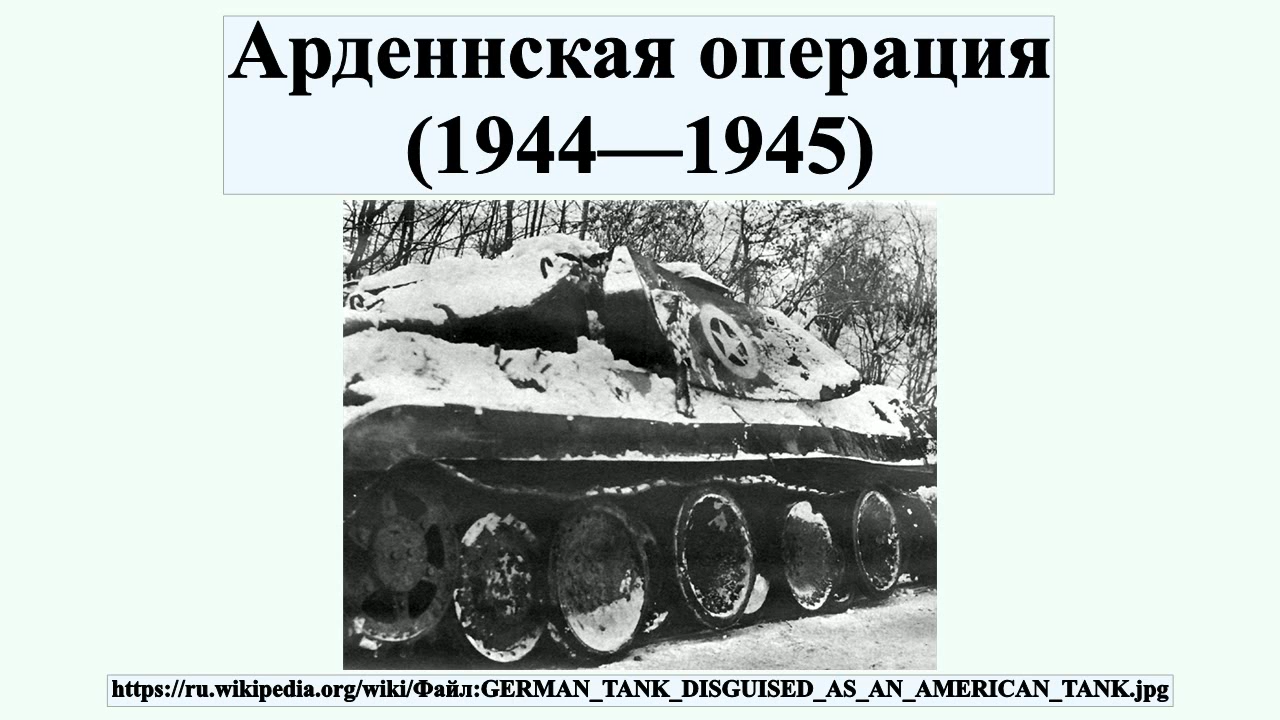 Арденнская операция
(1944—1945)
https://ru.wikipedia.org/wiki/Файл:GERMAN_TANK_DISGUISED_AS_AN_AMERICAN_TANK.jpg